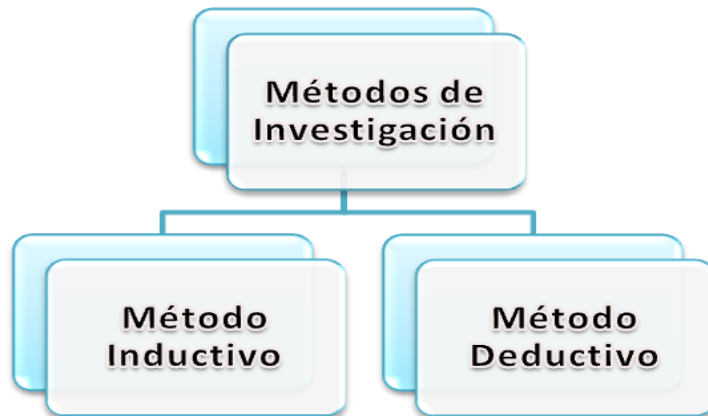 Métodos de
Investigación
Método
Inductivo
Método
Deductivo